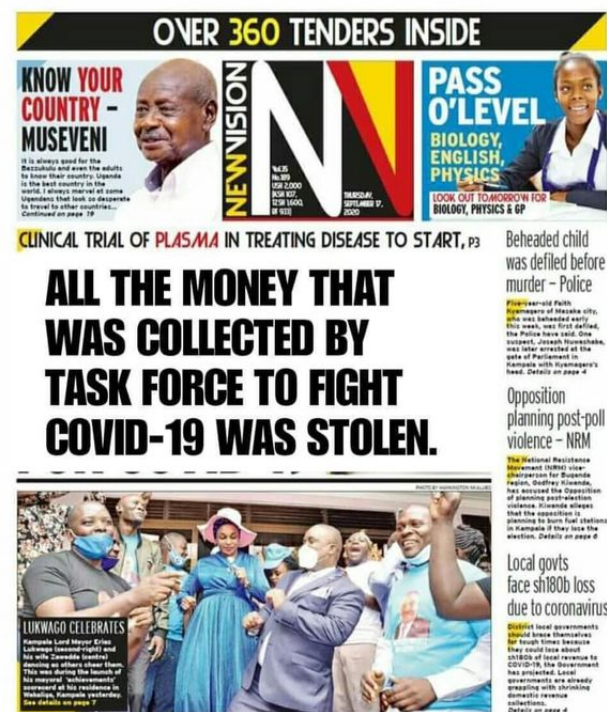 OVER 360 TENDERS INSIDE
KNOW YOUR
COUNTRY –
MUSEVENI
It is always good for the
Bazzukulu and even the adults
to know their country. Uganda
is the best country in the
world. I always marvel at some
Ugandans that look so desperate
to travel to other countries...
Continued on page 19
NEW VISION
NV
USH 2,000
THURSDAY,
SEPTEMBER 17,
2020
PASS
O'LEVEL
BIOLOGY,
ENGLISH,
PHYSICS
LOOK OUT TOMORROW FOR
BIOLOGY, PHYSICS & GP
CLINICAL TRIAL OF PLASMA IN TREATING DISEASE TO START, P3
ALL THE MONEY THAT
WAS COLLECTED BY
TASK FORCE TO FIGHT
COVID-19 WAS STOLEN.
LUKWAGO CELEBRATES
Kampala Lord Mayor Erias
Lukwago (second-right) and
his wife Zawedde (centre)
dancing as others cheer them.
This was during the launch of
his mayoral "achievements'
scorecard at his residence in
Wakaliga, Kampala yesterday.
See details on page 7
Beheaded child
was defiled before
murder – Police
Five-year-old Faith
Kyamagero of Masaka city,
who was beheaded early
this week, was first defiled,
the Police have said. One
suspect, Joseph Nuwashaba,
was later arrested at the
gate of Parliament in
Kampala with Kyamagero's
head. Details on page 4
Opposition
planning post-poll
violence – NRM
The National Resistance
Movement (NRM) vice-
chairperson for Buganda
region, Godfrey Kiwanda,
has accused the Opposition
of planning post-election
violence. Kiwanda alleges
that the opposition is
planning to burn fuel stations
in Kampala if they lose the
election. Details on page 6
Local govts
face sh180b loss
due to coronavirus
District local governments
should brace themselves
for tough times because
they could lose about
sh180b of local revenue to
COVID-19, the Government
has projected. Local
governments are already
grappling with shrinking
domestic revenue
collections.
Details on page 4